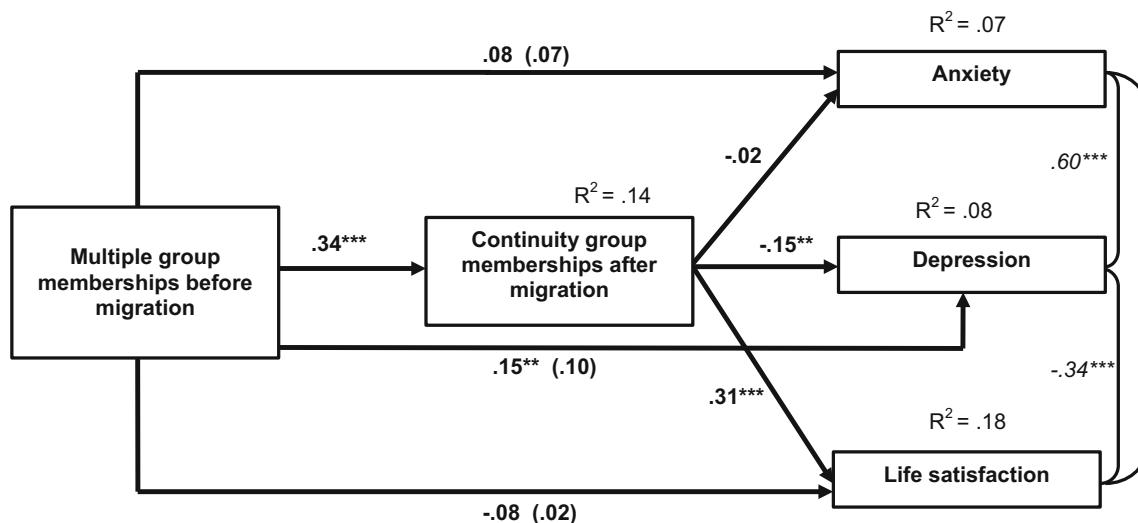 R² = .07
.08 (.07)
Anxiety
-.02
.60***
R² = .14
R² = .08
Multiple group
memberships before
migration
.34***
Continuity group
memberships after
migration
-.15**
Depression
.15** (.10)
.31***
-.34***
R² = .18
Life satisfaction
-.08 (.02)